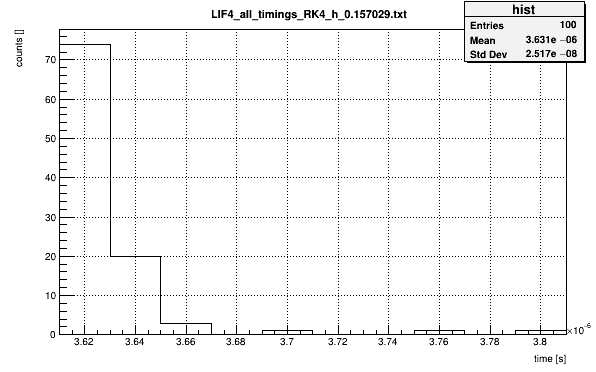 LIF4_all_timings_RK4_h_0.157029.txt
hist
Entries 100
Mean 3.631e −06
Std Dev 2.517e −08
counts []
70
60
50
40
30
20
10
0
3.62 3.64 3.66 3.68 3.7 3.72 3.74 3.76 3.78 3.8
×10−6
time [s]